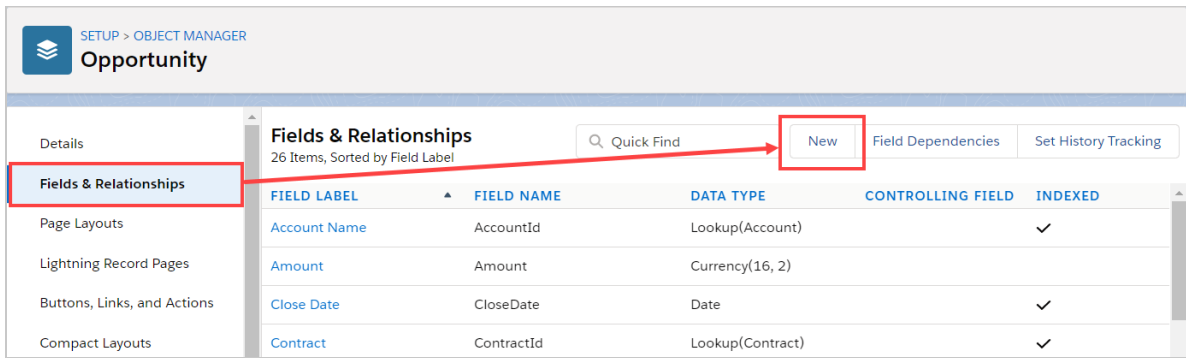 SETUP > OBJECT MANAGER
Opportunity
Details
Fields & Relationships
Page Layouts
Lightning Record Pages
Buttons, Links, and Actions
Compact Layouts
Fields & Relationships
26 Items, Sorted by Field Label
Quick Find New Field Dependencies Set History Tracking
FIELD LABEL FIELD NAME DATA TYPE CONTROLLING FIELD INDEXED
Account Name AccountId Lookup(Account)
Amount Amount Currency(16, 2)
Close Date CloseDate Date
Contract ContractId Lookup(Contract)